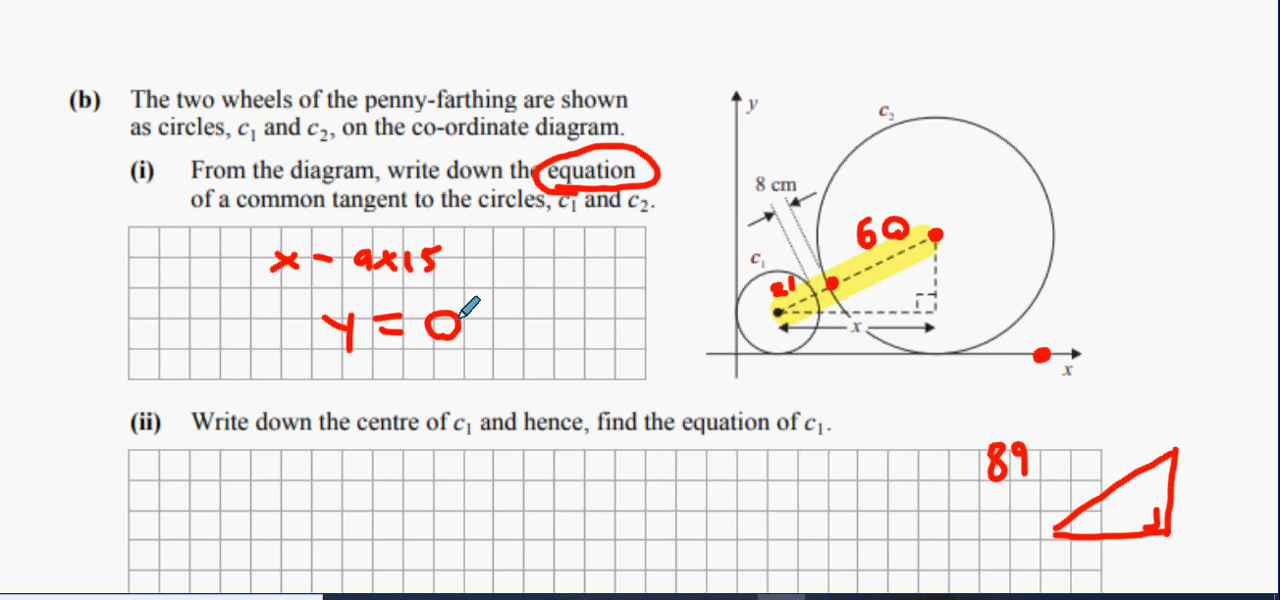 (b) The two wheels of the penny-farthing are shown
as circles, c₁ and c₂, on the co-ordinate diagram.
(i) From the diagram, write down the equation
of a common tangent to the circles, c₁ and c₂.
x - axis
y = 0
y
c₂
8 cm
60
c₁
21
x
x
(ii) Write down the centre of c₁ and hence, find the equation of c₁.
89